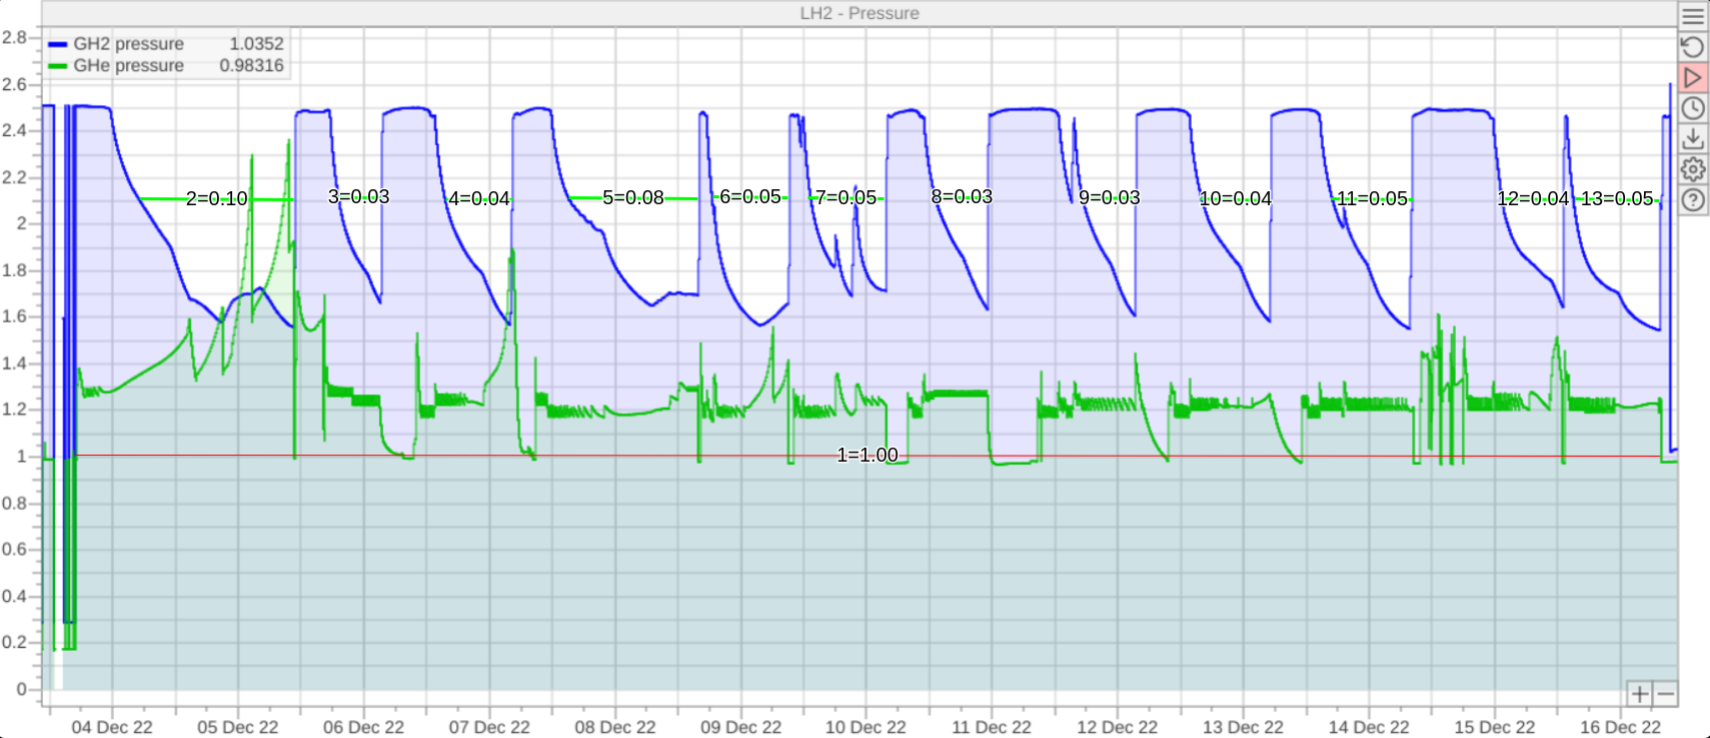 LH2 - Pressure
GH2 pressure 1.0352
GHe pressure 0.98316
2.8
2.6
2.4
2.2
2
1.8
1.6
1.4
1.2
1
0.8
0.6
0.4
0.2
0
2=0.10
3=0.03
4=0.04
5=0.08
6=0.05
7=0.05
8=0.03
9=0.03
10=0.04
11=0.05
12=0.04
13=0.05
1=1.00
04 Dec 22
05 Dec 22
06 Dec 22
07 Dec 22
08 Dec 22
09 Dec 22
10 Dec 22
11 Dec 22
12 Dec 22
13 Dec 22
14 Dec 22
15 Dec 22
16 Dec 22